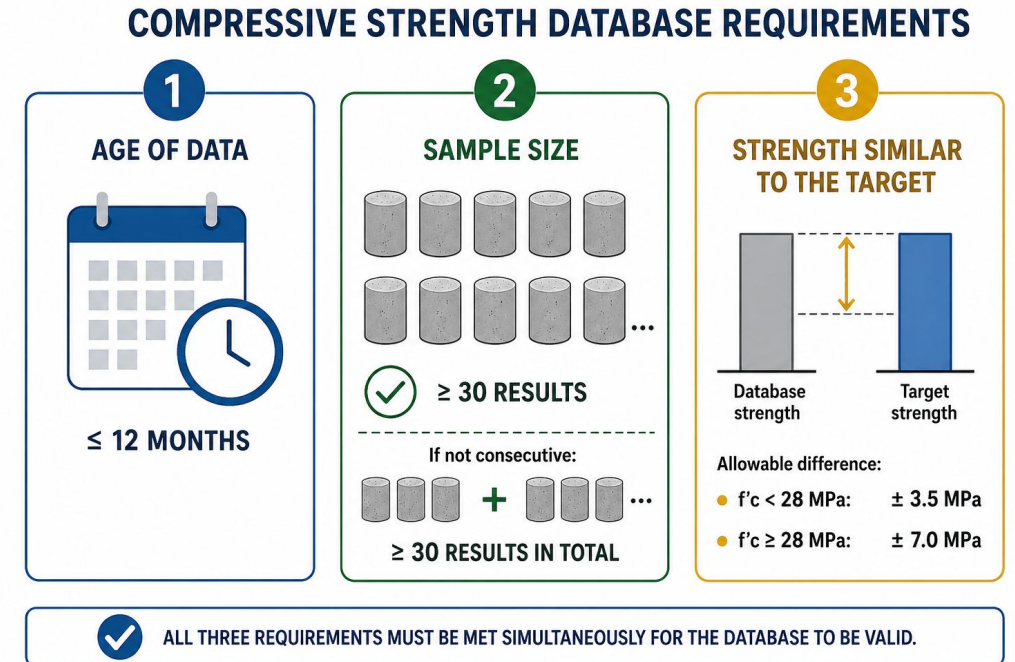 COMPRESSIVE STRENGTH DATABASE REQUIREMENTS
1
AGE OF DATA
≤ 12 MONTHS
2
SAMPLE SIZE
...
≥ 30 RESULTS
If not consecutive:
+ ...
≥ 30 RESULTS IN TOTAL
3
STRENGTH SIMILAR
TO THE TARGET
Database
strength
Target
strength
Allowable difference:
• f'c < 28 MPa: ± 3.5 MPa
• f'c ≥ 28 MPa: ± 7.0 MPa
ALL THREE REQUIREMENTS MUST BE MET SIMULTANEOUSLY FOR THE DATABASE TO BE VALID.